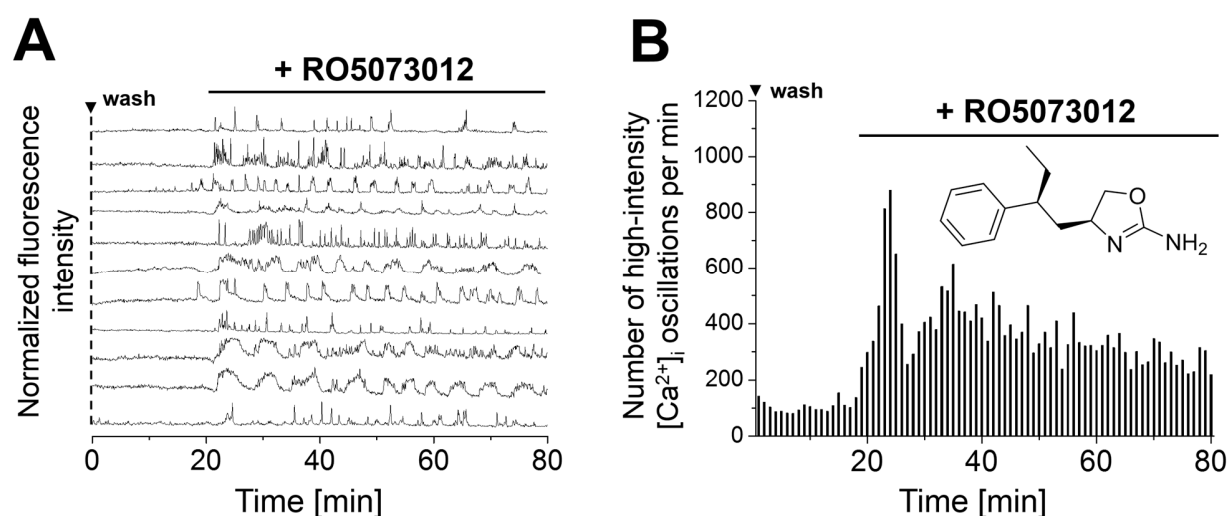 A
+ RO5073012
wash
Normalized fluorescence
intensity
0 20 40 60 80
Time [min]
B
wash
+ RO5073012
Number of high-intensity
[Ca²⁺]ᵢ oscillations per min
1200
1000
800
600
400
200
0
O
N
NH₂
20 40 60 80
Time [min]